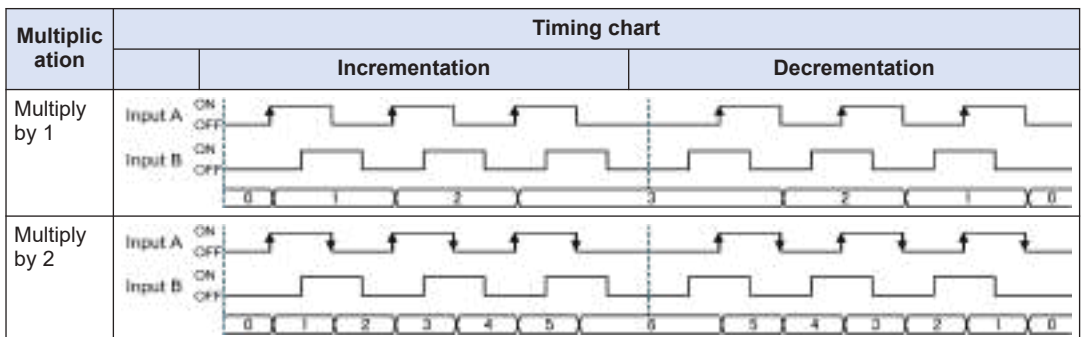 Multiplic
ation
Timing chart
Incrementation
Decrementation
Multiply
by 1
Input A
ON
OFF
Input B
ON
OFF
0 1 2 3 2 1 0
Multiply
by 2
Input A
ON
OFF
Input B
ON
OFF
0 1 2 3 4 5 6 5 4 3 2 1 0